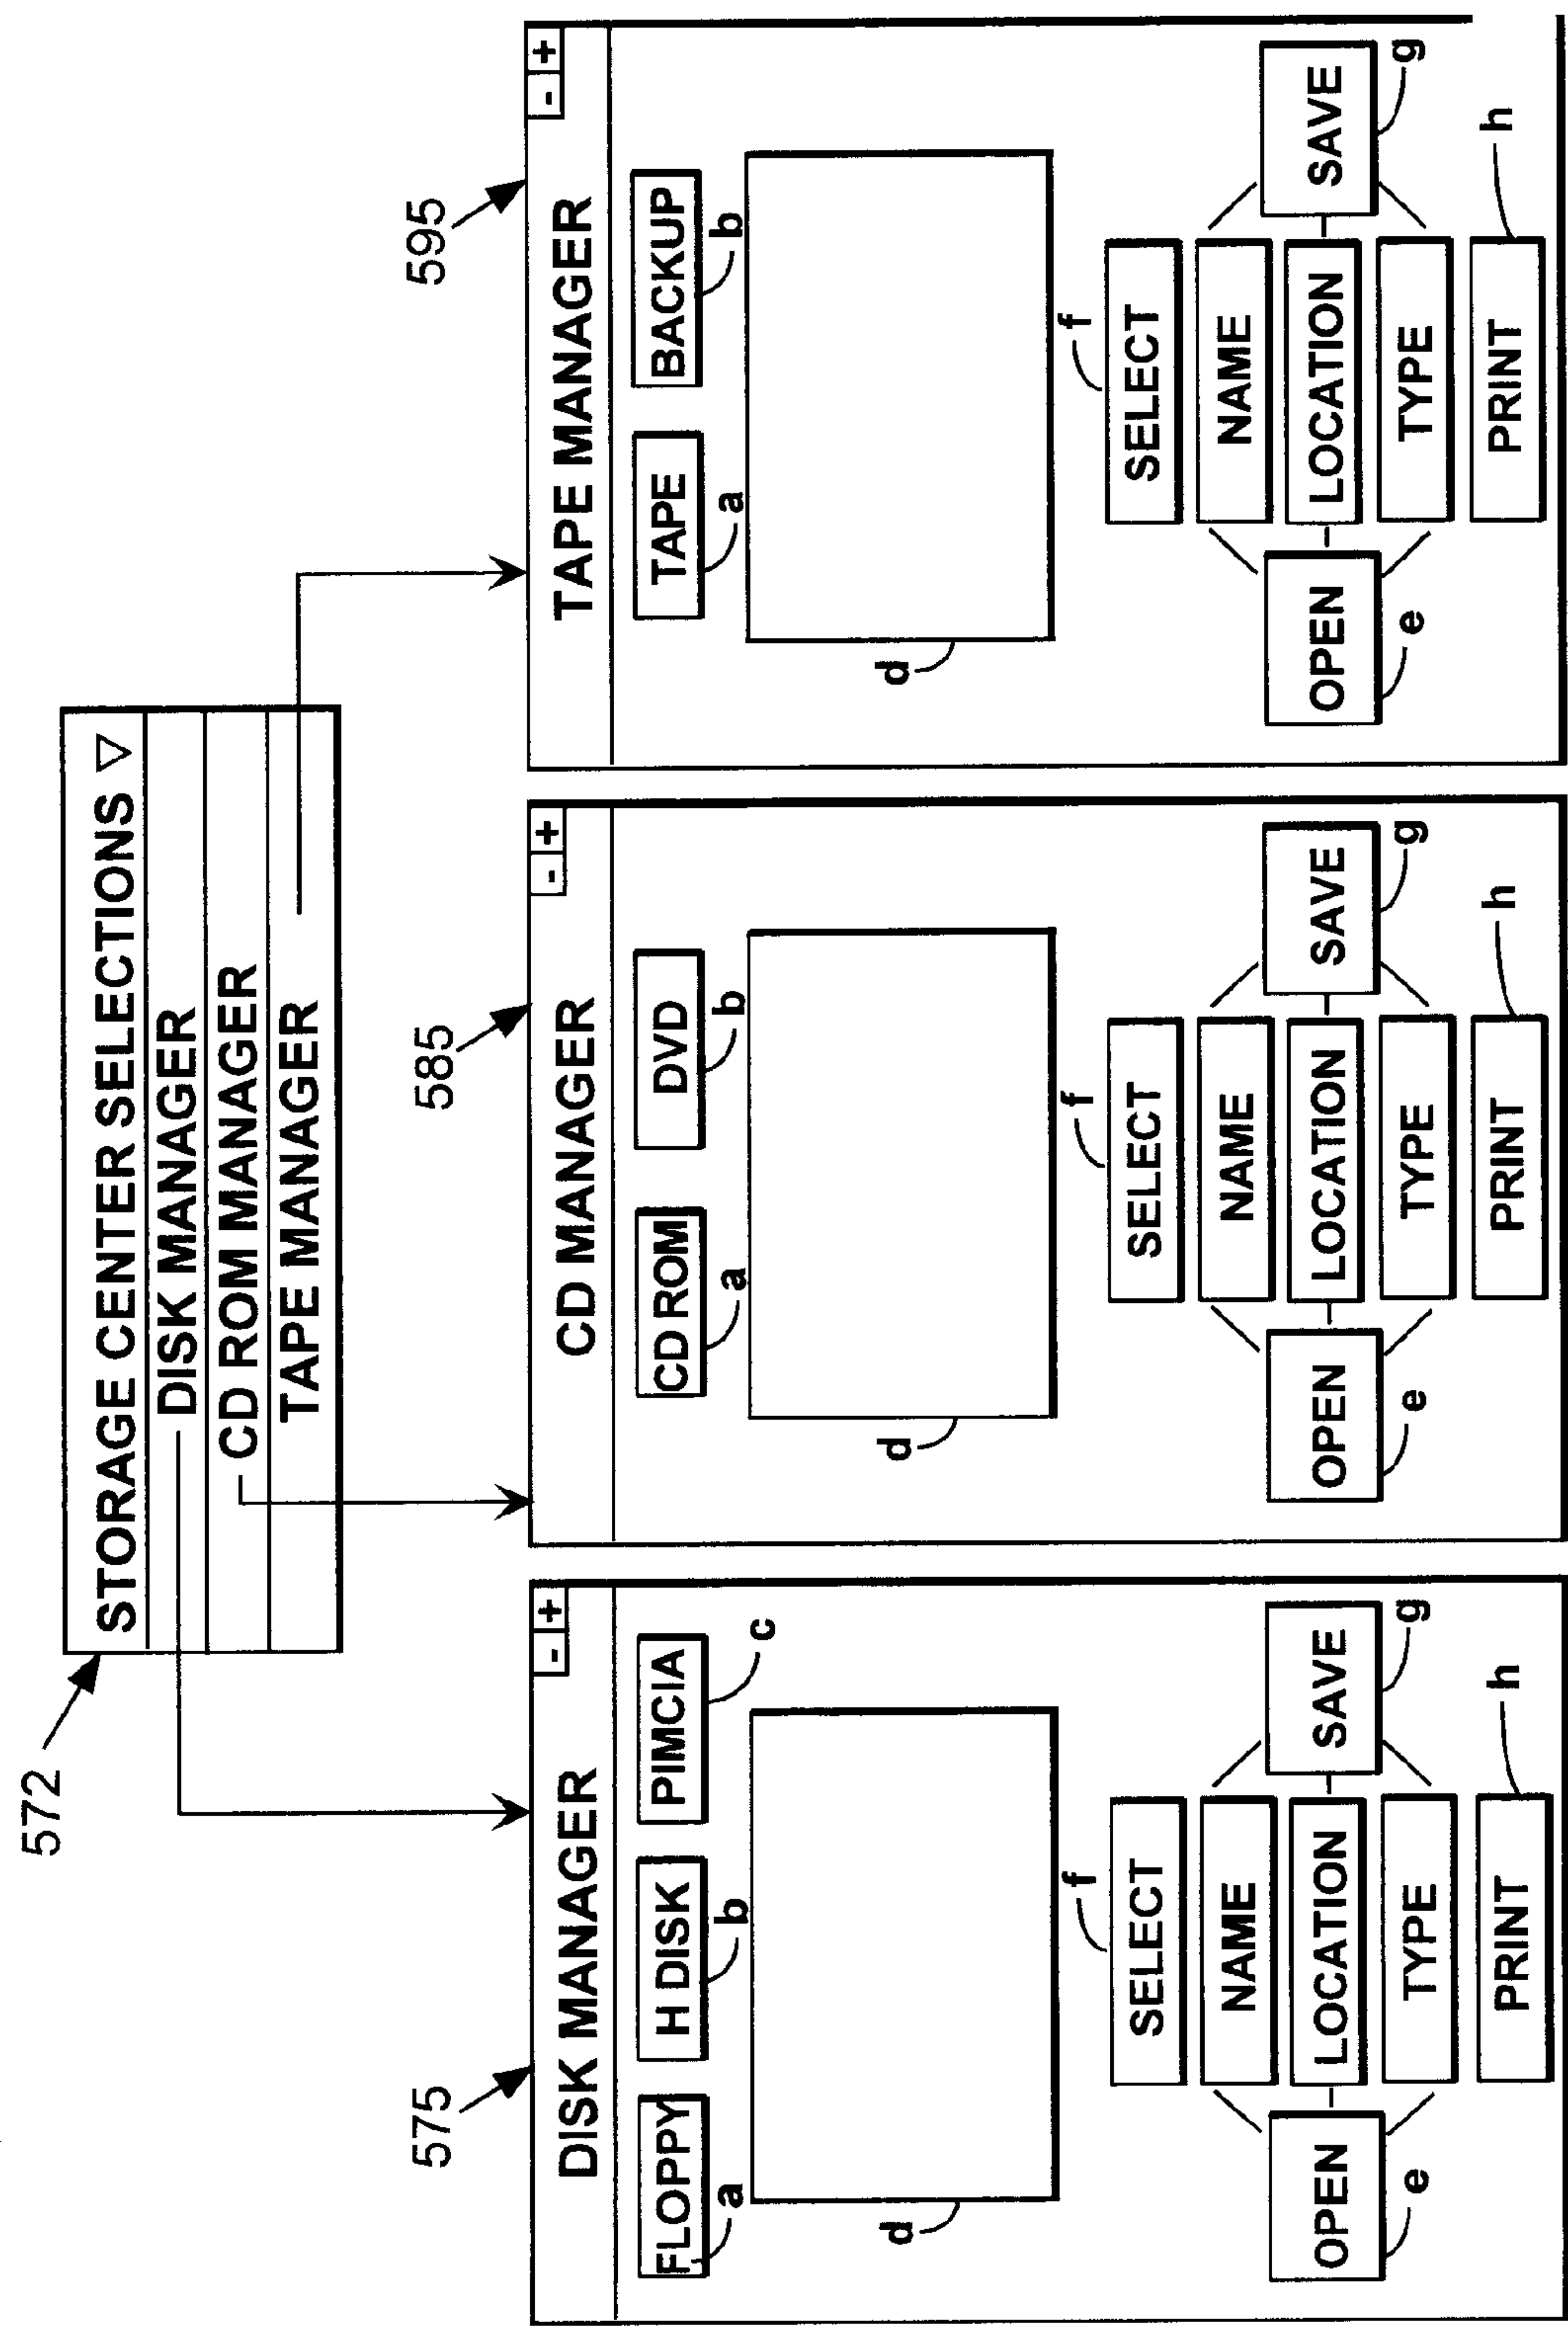 572
STORAGE CENTER SELECTIONS
DISK MANAGER
CD ROM MANAGER
TAPE MANAGER
575
- +
DISK MANAGER
FLOPPY H DISK PIMCIA
a b c
d
f
SELECT
NAME
OPEN LOCATION SAVE
e g
TYPE
h
PRINT
585
- +
CD MANAGER
CD ROM DVD
a b
d
f
SELECT
NAME
OPEN LOCATION SAVE
e g
TYPE
h
PRINT
595
- +
TAPE MANAGER
TAPE BACKUP
a b
d
f
SELECT
NAME
OPEN LOCATION SAVE
e g
TYPE
h
PRINT